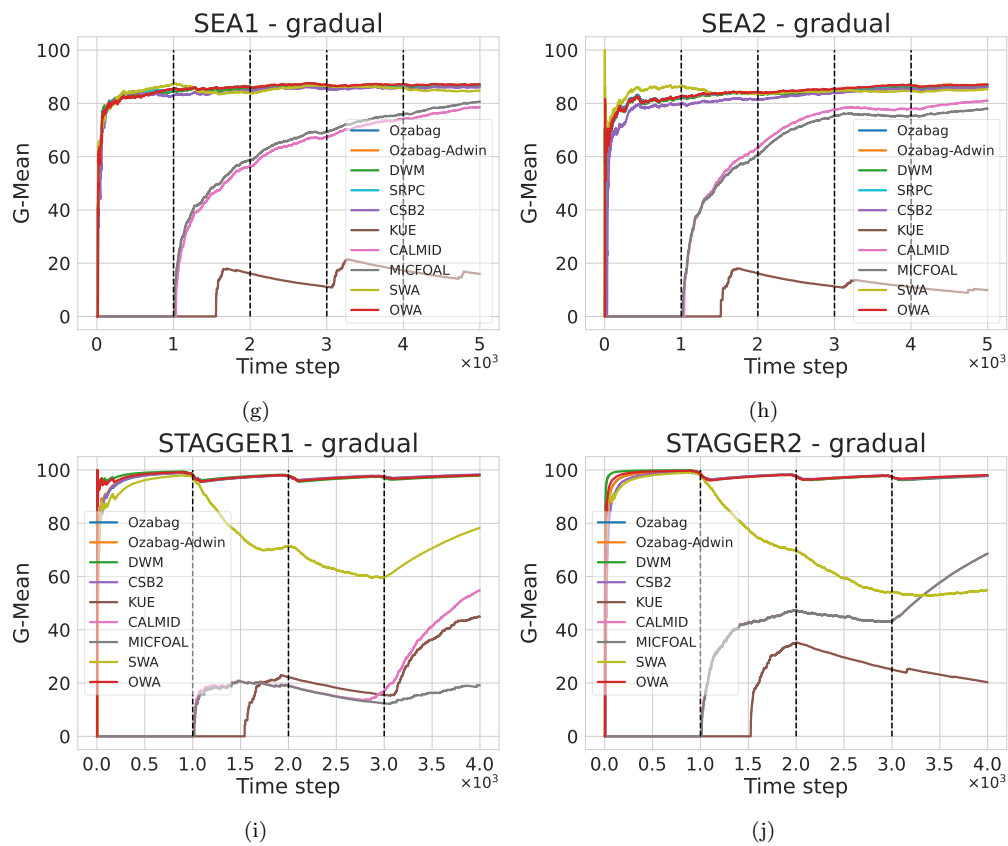 SEA1 - gradual
100
80
60
40
20
0
G-Mean
Ozabag
Ozabag-Adwin
DWM
SRPC
CSB2
KUE
CALMID
MICFOAL
SWA
OWA
0 1 2 3 4 5
Time step
×10³
(g)
SEA2 - gradual
100
80
60
40
20
0
G-Mean
Ozabag
Ozabag-Adwin
DWM
SRPC
CSB2
KUE
CALMID
MICFOAL
SWA
OWA
0 1 2 3 4 5
Time step
×10³
(h)
STAGGER1 - gradual
100
80
60
40
20
0
G-Mean
Ozabag
Ozabag-Adwin
DWM
CSB2
KUE
CALMID
MICFOAL
SWA
OWA
0.0 0.5 1.0 1.5 2.0 2.5 3.0 3.5 4.0
Time step
×10³
(i)
STAGGER2 - gradual
100
80
60
40
20
0
G-Mean
Ozabag
Ozabag-Adwin
DWM
CSB2
KUE
CALMID
MICFOAL
SWA
OWA
0.0 0.5 1.0 1.5 2.0 2.5 3.0 3.5 4.0
Time step
×10³
(j)